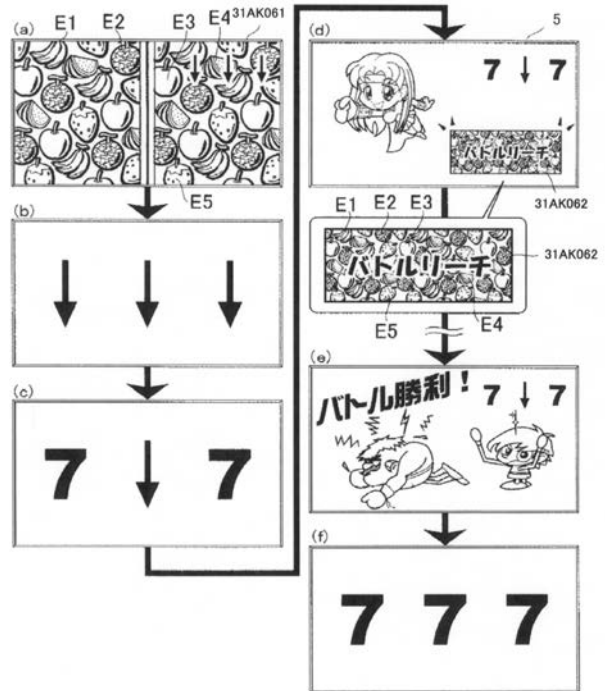 (a)
E1 E2 E3 E4 31AK061
E5
(b)
(c)
7 7
(d)
5
7 7
バトルリーチ
31AK062
E1 E2 E3
バトルリーチ
31AK062
E5 E4
(e)
バトル勝利!
7 7
(f)
7 7 7